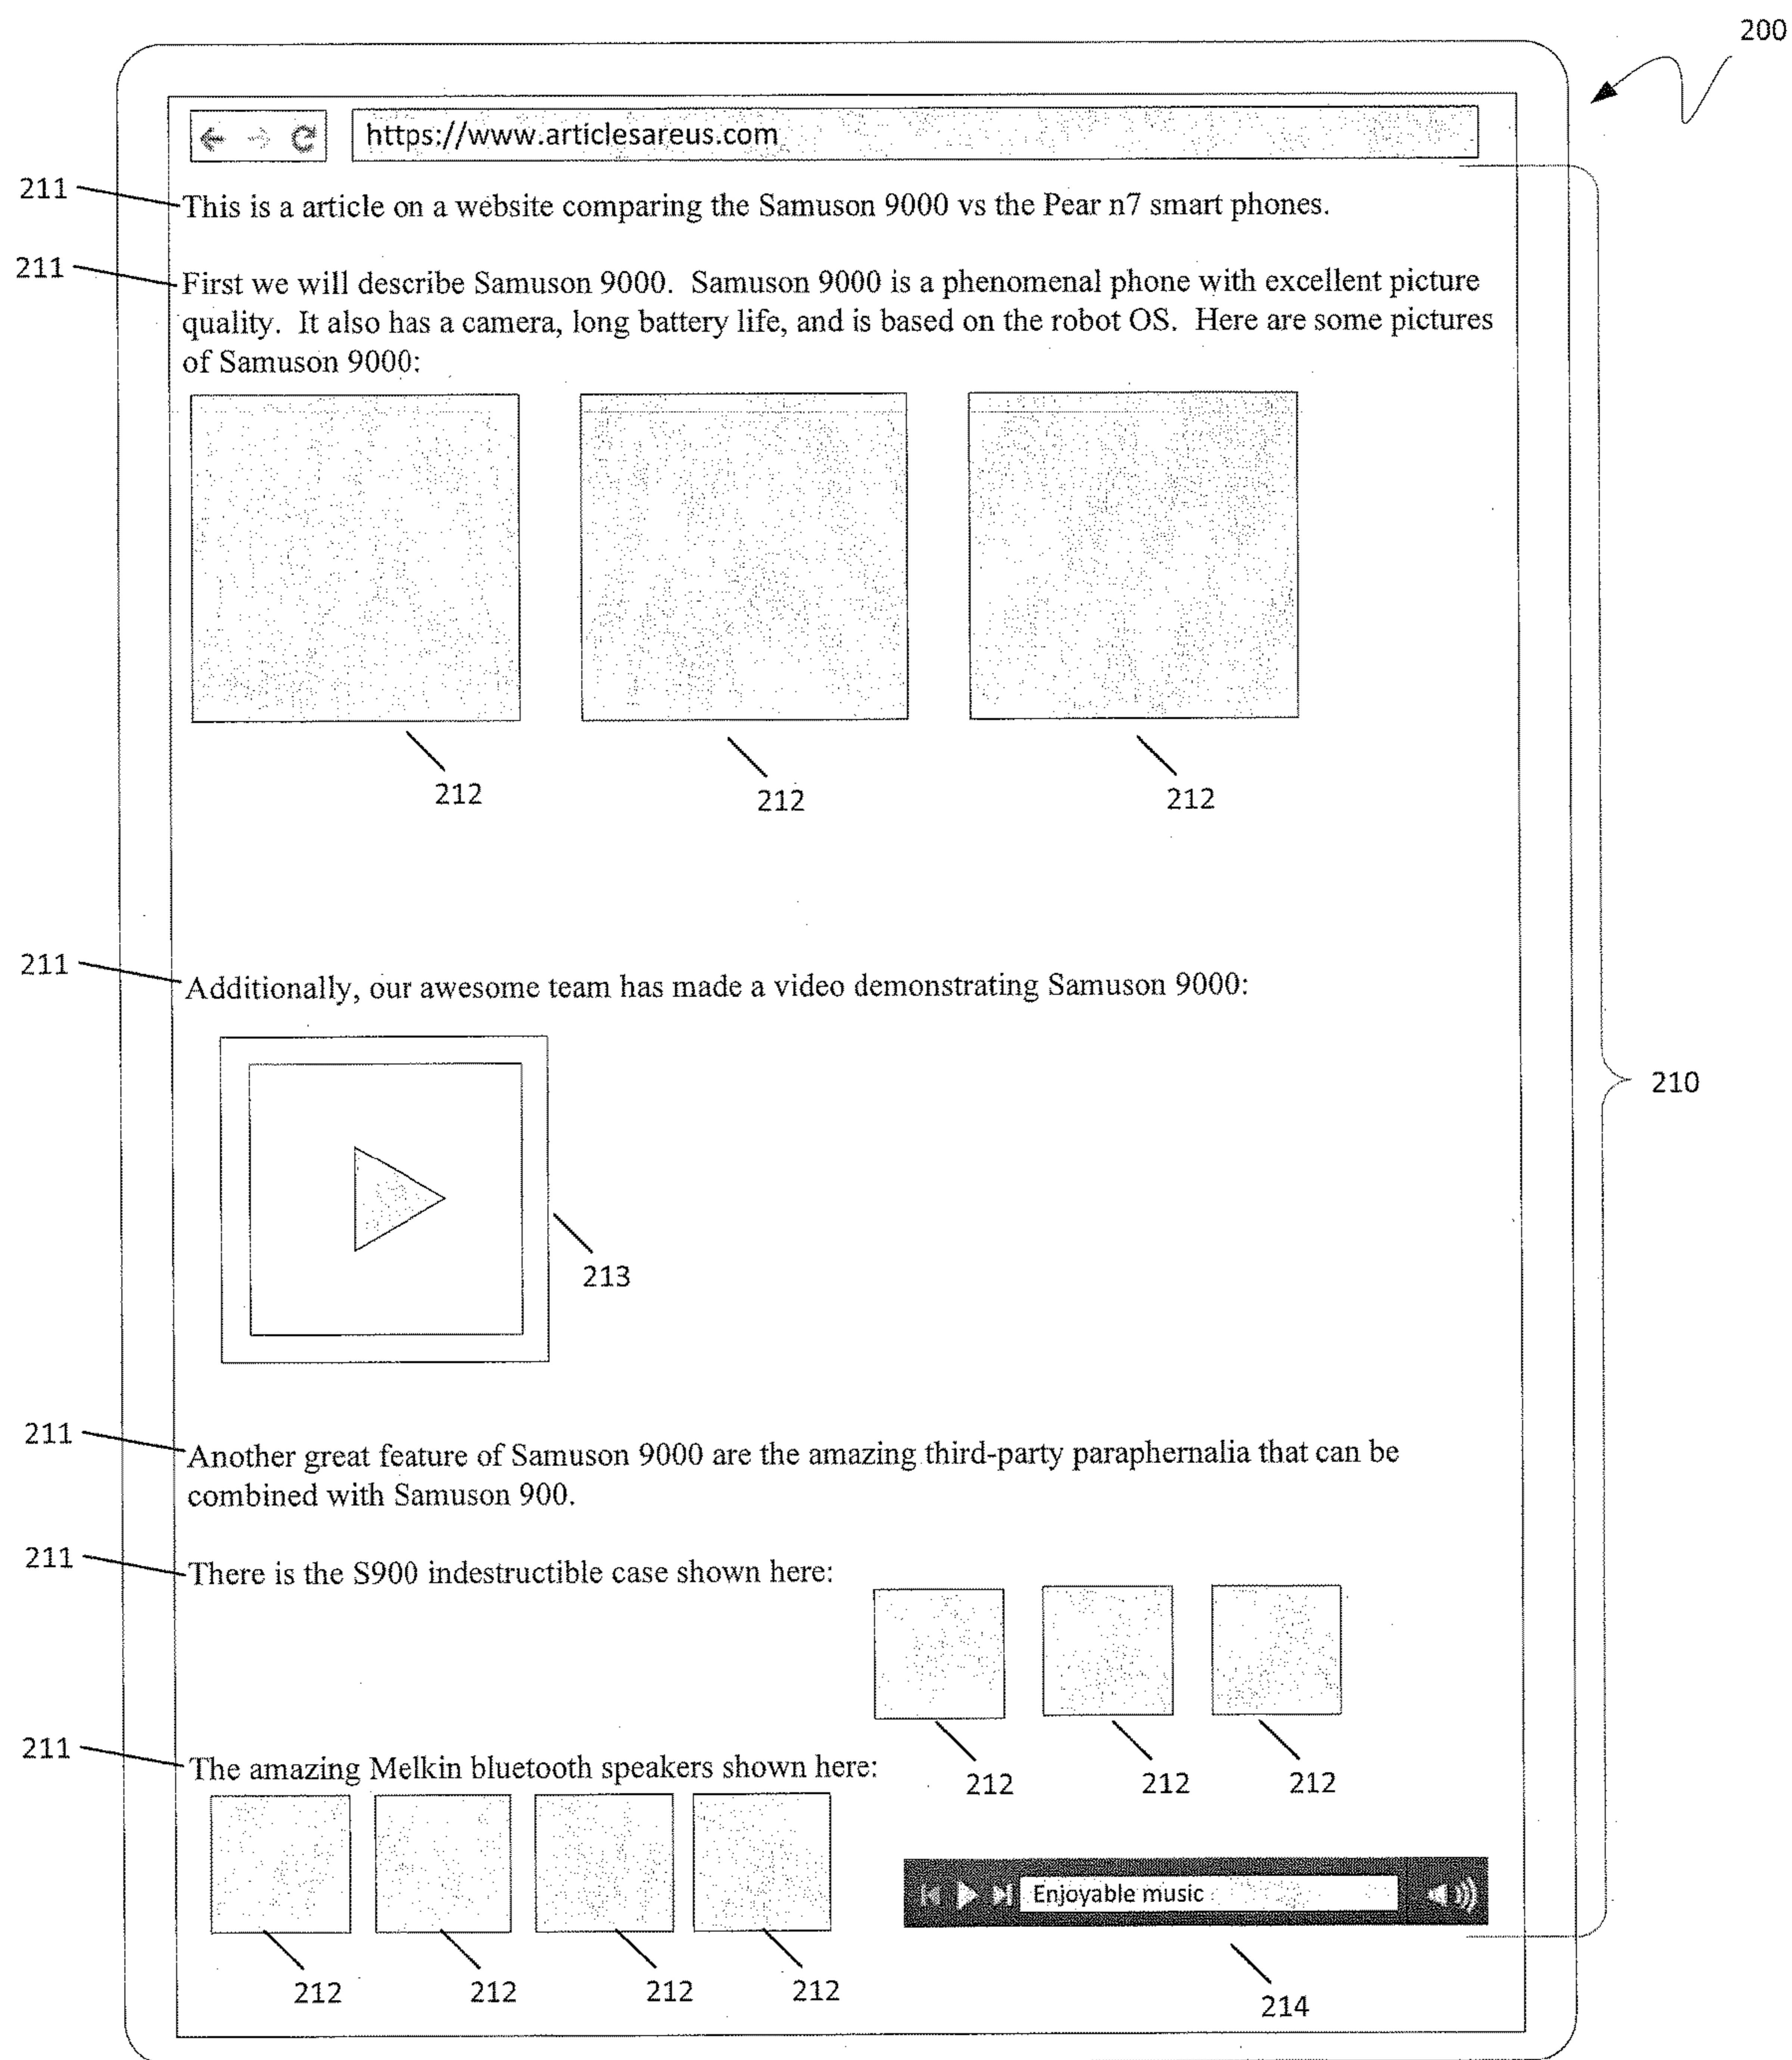 200
https://www.articlesareus.com
211
This is a article on a website comparing the Samuson 9000 vs the Pear n7 smart phones.
211
First we will describe Samuson 9000.  Samuson 9000 is a phenomenal phone with excellent picture
quality.  It also has a camera, long battery life, and is based on the robot OS.  Here are some pictures
of Samuson 9000:
212
212
212
211
Additionally, our awesome team has made a video demonstrating Samuson 9000:
210
213
211
Another great feature of Samuson 9000 are the amazing third-party paraphernalia that can be
combined with Samuson 900.
211
There is the S900 indestructible case shown here:
211
The amazing Melkin bluetooth speakers shown here:
212
212
212
Enjoyable music
212
212
212
212
214